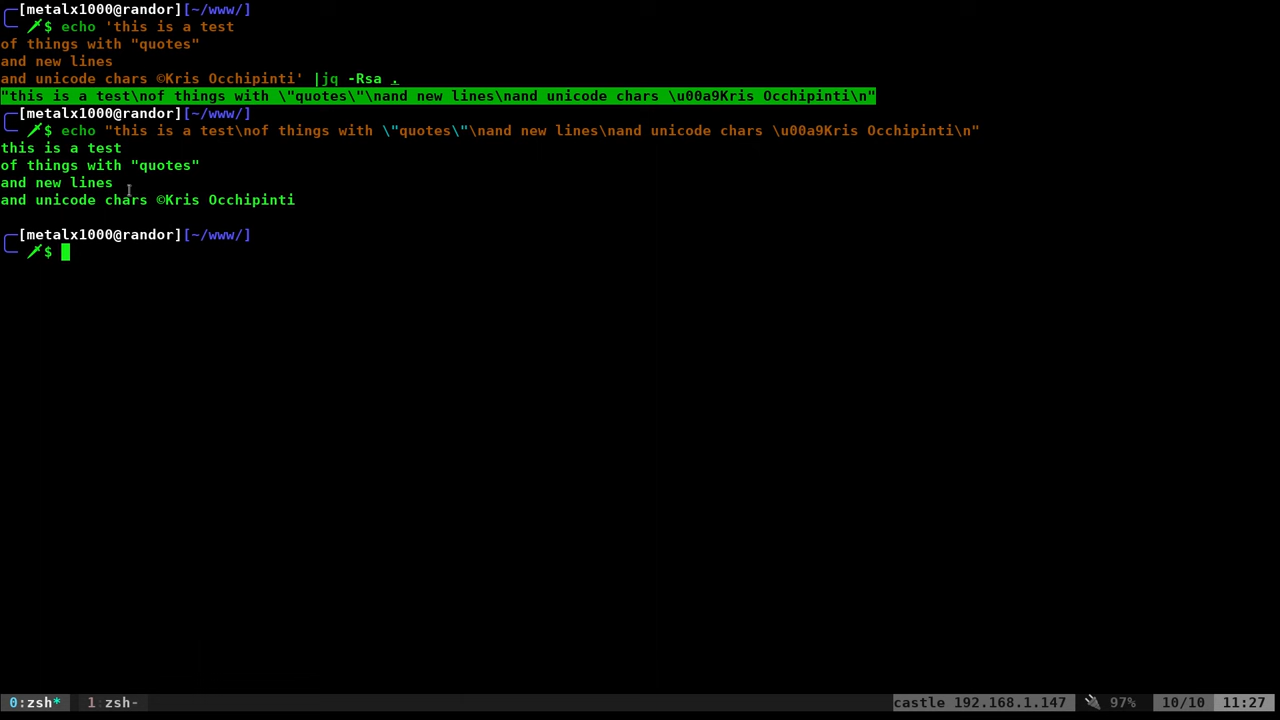 [metalx1000@randor][~/www/]
$ echo 'this is a test
of things with "quotes"
and new lines
and unicode chars ©Kris Occhipinti' |jq -Rsa .
"this is a test\nof things with \"quotes\"\nand new lines\nand unicode chars \u00a9Kris Occhipinti\n"
[metalx1000@randor][~/www/]
$ echo "this is a test\nof things with \"quotes\"\nand new lines\nand unicode chars \u00a9Kris Occhipinti\n"
this is a test
of things with "quotes"
and new lines
and unicode chars ©Kris Occhipinti
[metalx1000@randor][~/www/]
$
0:zsh* 1 zsh- castle 192.168.1.147 97% 10/10 11:27